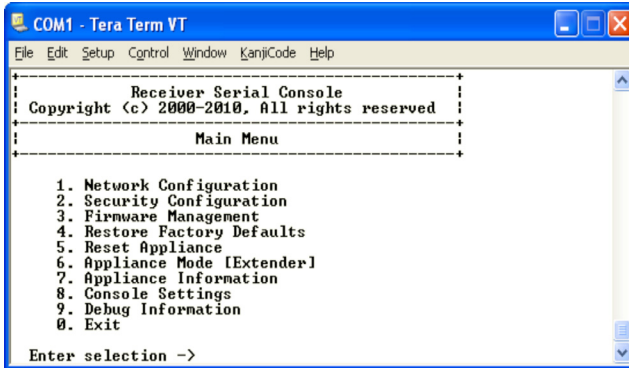 COM1 - Tera Term VT
File Edit Setup Control Window KanjiCode Help
Receiver Serial Console
Copyright (c) 2000-2010, All rights reserved
Main Menu
1. Network Configuration
2. Security Configuration
3. Firmware Management
4. Restore Factory Defaults
5. Reset Appliance
6. Appliance Mode [Extender]
7. Appliance Information
8. Console Settings
9. Debug Information
0. Exit
Enter selection ->